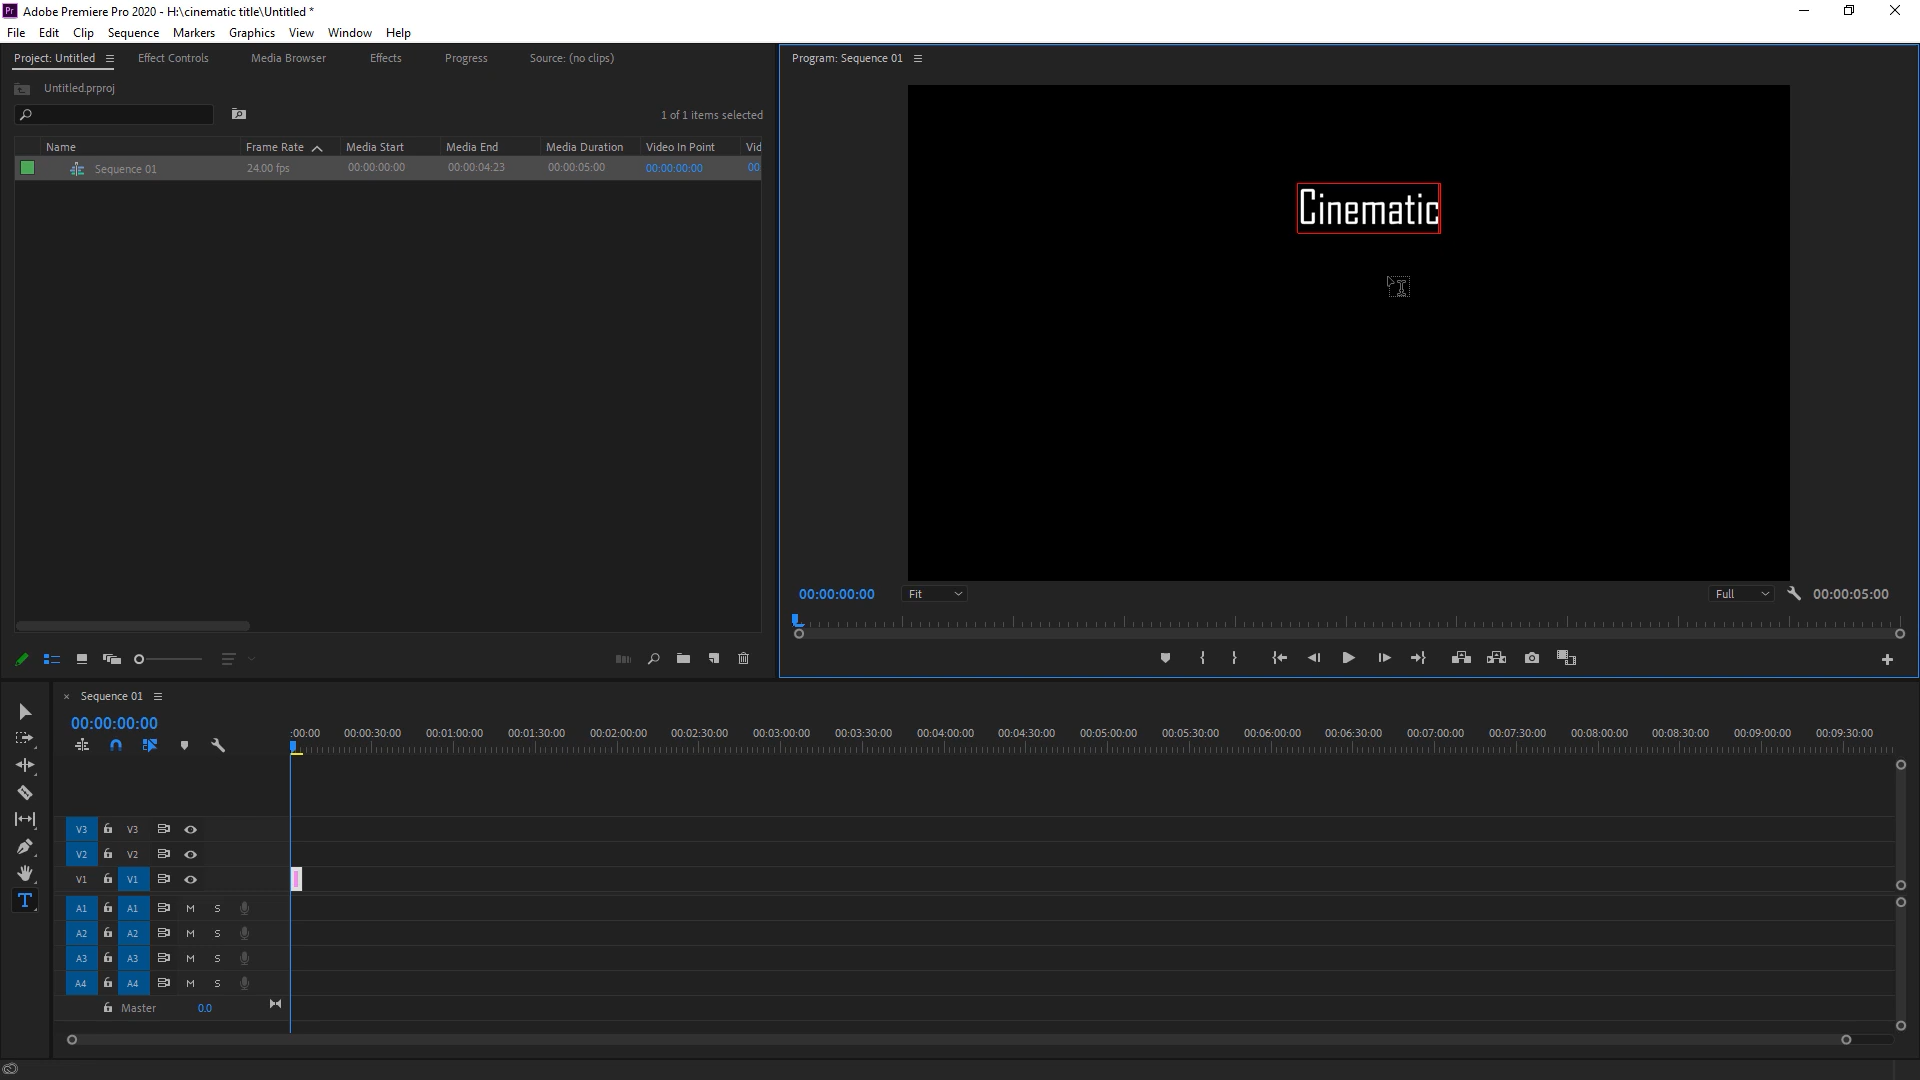 Pr Adobe Premiere Pro 2020 - H:\cinematic title\Untitled *
File Edit Clip Sequence Markers Graphics View Window Help
Project: Untitled Effect Controls Media Browser Effects Progress Source: (no clips)
Program: Sequence 01
Untitled.prproj
1 of 1 items selected
Name Frame Rate Media Start Media End Media Duration Video In Point Vid
Sequence 01 24.00 fps 00:00:00:00 00:00:04:23 00:00:05:00 00:00:00:00 00
Cinematic
00:00:00:00 Fit Full 00:00:05:00
× Sequence 01
00:00:00:00
:00:00 00:00:30:00 00:01:00:00 00:01:30:00 00:02:00:00 00:02:30:00 00:03:00:00 00:03:30:00 00:04:00:00 00:04:30:00 00:05:00:00 00:05:30:00 00:06:00:00 00:06:30:00 00:07:00:00 00:07:30:00 00:08:00:00 00:08:30:00 00:09:00:00 00:09:30:00
V3 V3
V2 V2
V1 V1
A1 A1 M S
A2 A2 M S
A3 A3 M S
A4 A4 M S
Master 0.0